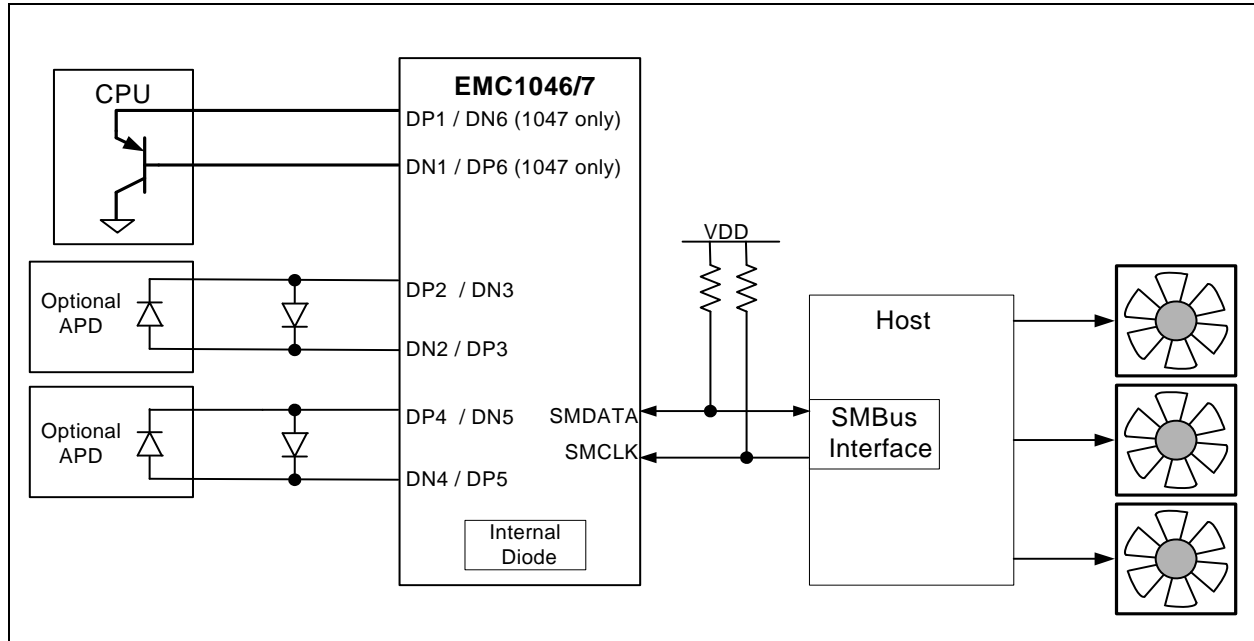 EMC1046/7
CPU
DP1 / DN6 (1047 only)
DN1 / DP6 (1047 only)
VDD
Optional
APD
DP2 / DN3
DN2 / DP3
Host
Optional
APD
DP4 / DN5
DN4 / DP5
SMDATA
SMCLK
SMBus
Interface
Internal
Diode